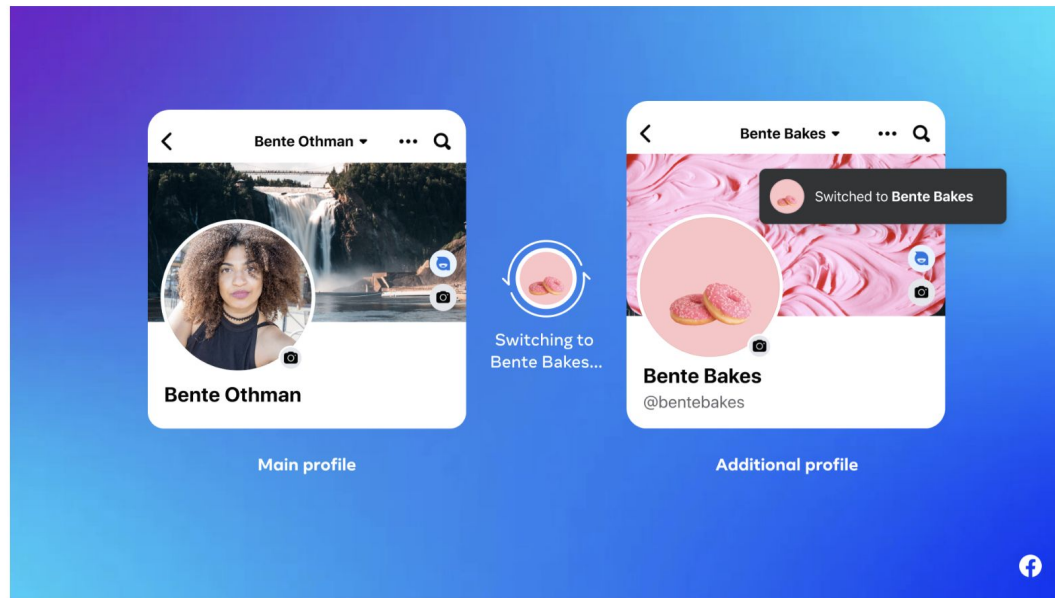 Bente Othman
Bente Othman
Main profile
Switching to
Bente Bakes...
Bente Bakes
Switched to Bente Bakes
Bente Bakes
@bentebakes
Additional profile